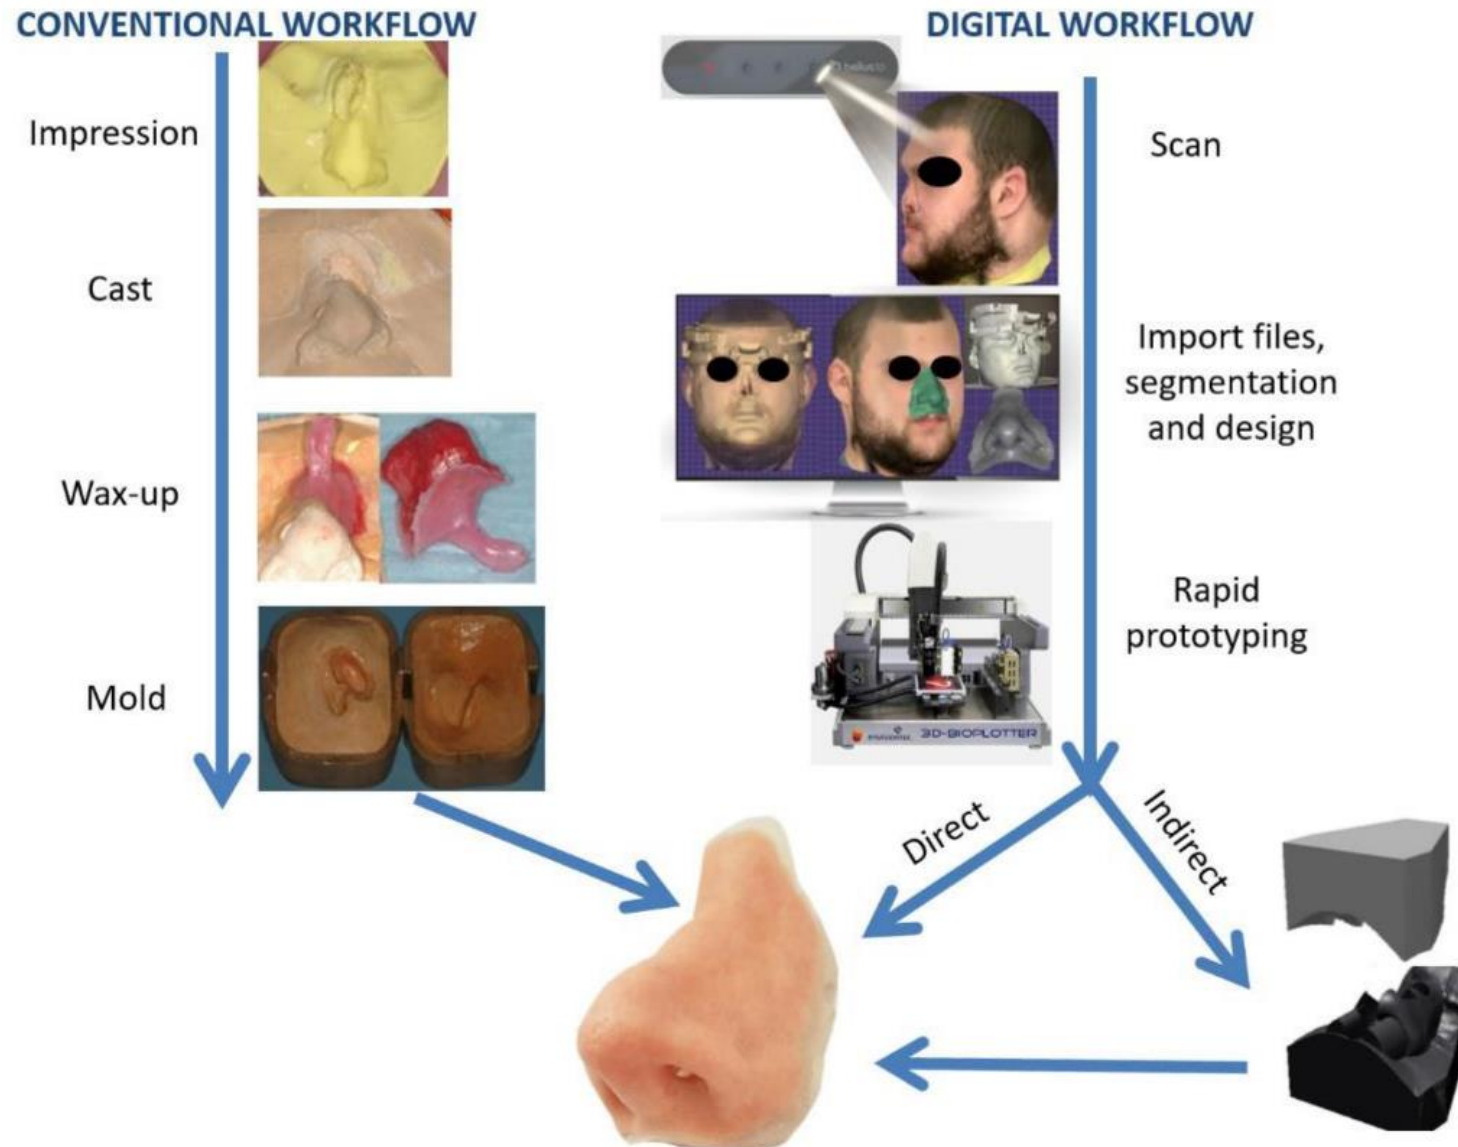 CONVENTIONAL WORKFLOW
Impression
Cast
Wax-up
Mold
DIGITAL WORKFLOW
Scan
Import files,
segmentation
and design
Rapid
prototyping
3D-BIOPLOTTER
Direct
Indirect